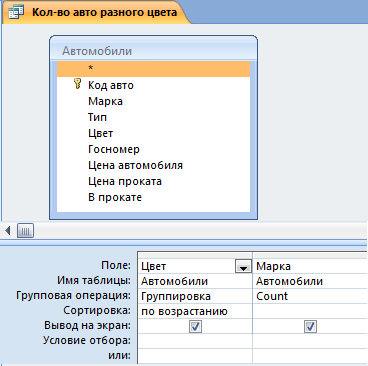 Кол-во авто разного цвета
Автомобили
*
Код авто
Марка
Тип
Цвет
Госномер
Цена автомобиля
Цена проката
В прокате
Поле: Цвет Марка
Имя таблицы: Автомобили Автомобили
Групповая операция: Группировка Count
Сортировка: по возрастанию
Вывод на экран:
Условие отбора:
или: